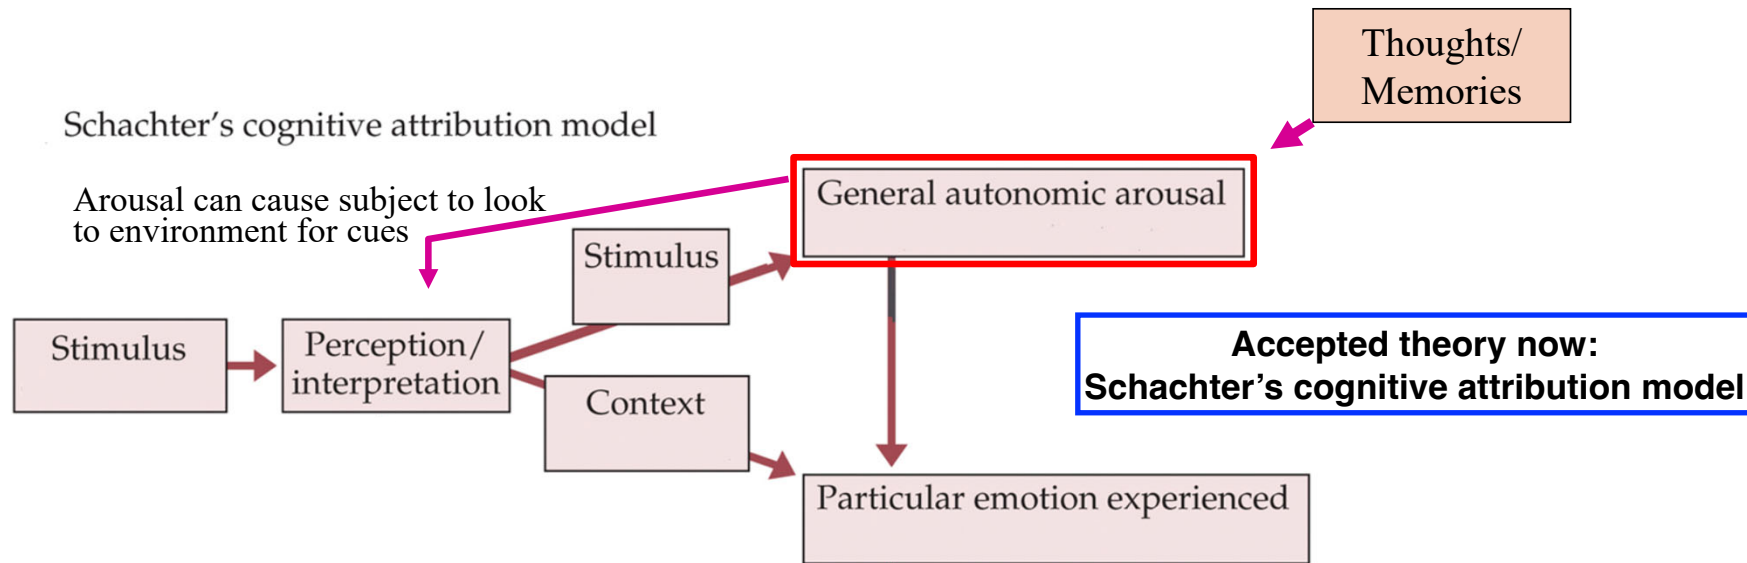 Thoughts/
Memories
Schachter's cognitive attribution model
General autonomic arousal
Arousal can cause subject to look
to environment for cues
Stimulus
Stimulus
Perception/
interpretation
Context
Accepted theory now:
Schachter's cognitive attribution model
Particular emotion experienced